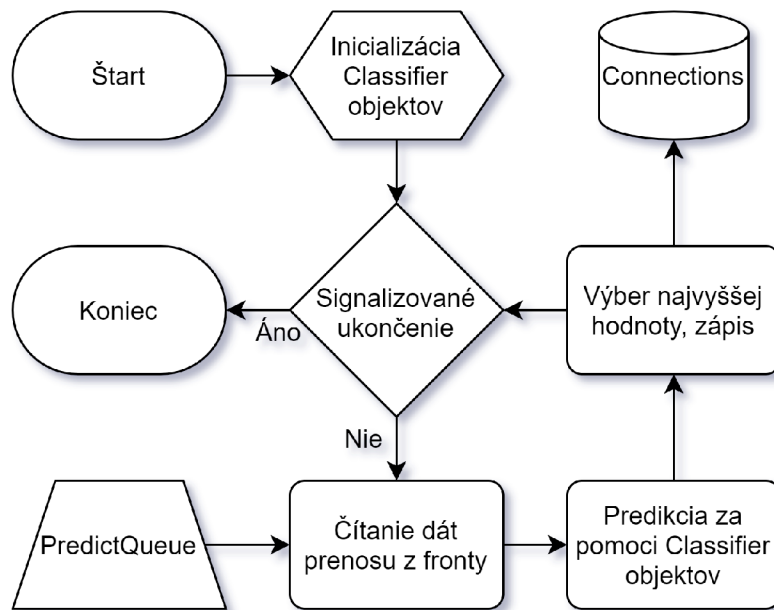 Štart
Inicializácia
Classifier
objektov
Connections
Koniec
Áno
Signalizované
ukončenie
Výber najvyššej
hodnoty, zápis
Nie
PredictQueue
Čítanie dát
prenosu z fronty
Predikcia za
pomoci Classifier
objektov